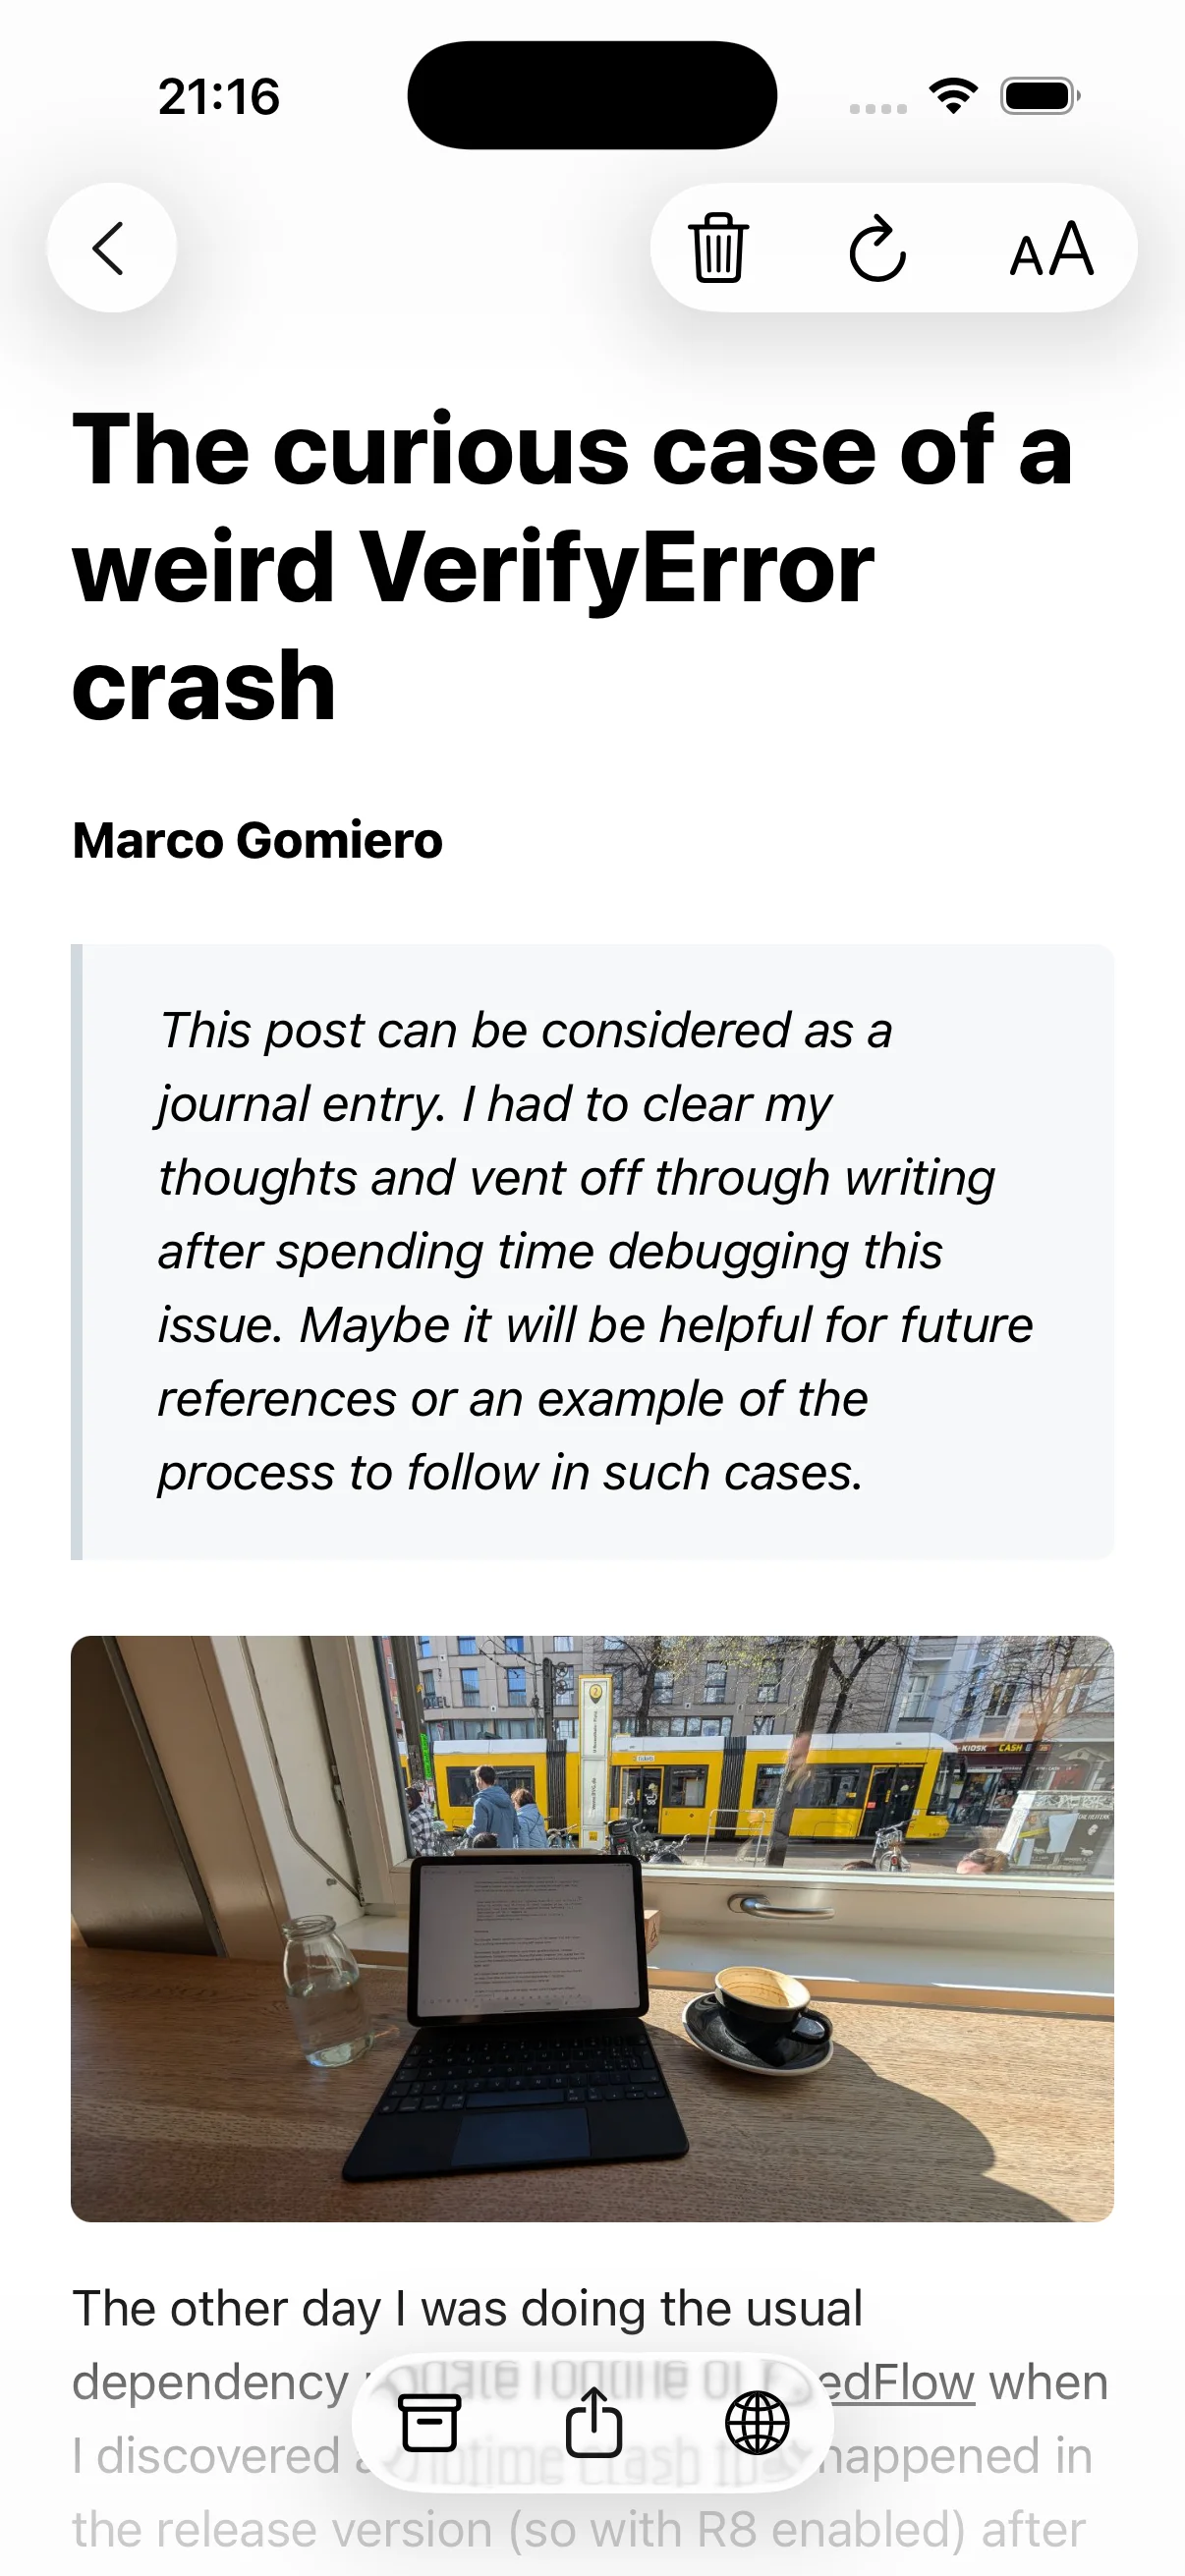 21:16
AA
The curious case of a
weird VerifyError
crash
Marco Gomiero
This post can be considered as a
journal entry. I had to clear my
thoughts and vent off through writing
after spending time debugging this
issue. Maybe it will be helpful for future
references or an example of the
process to follow in such cases.
KIOSK CASH
The other day I was doing the usual
dependency edFlow when
I discovered happened in
the release version (so with R8 enabled) after